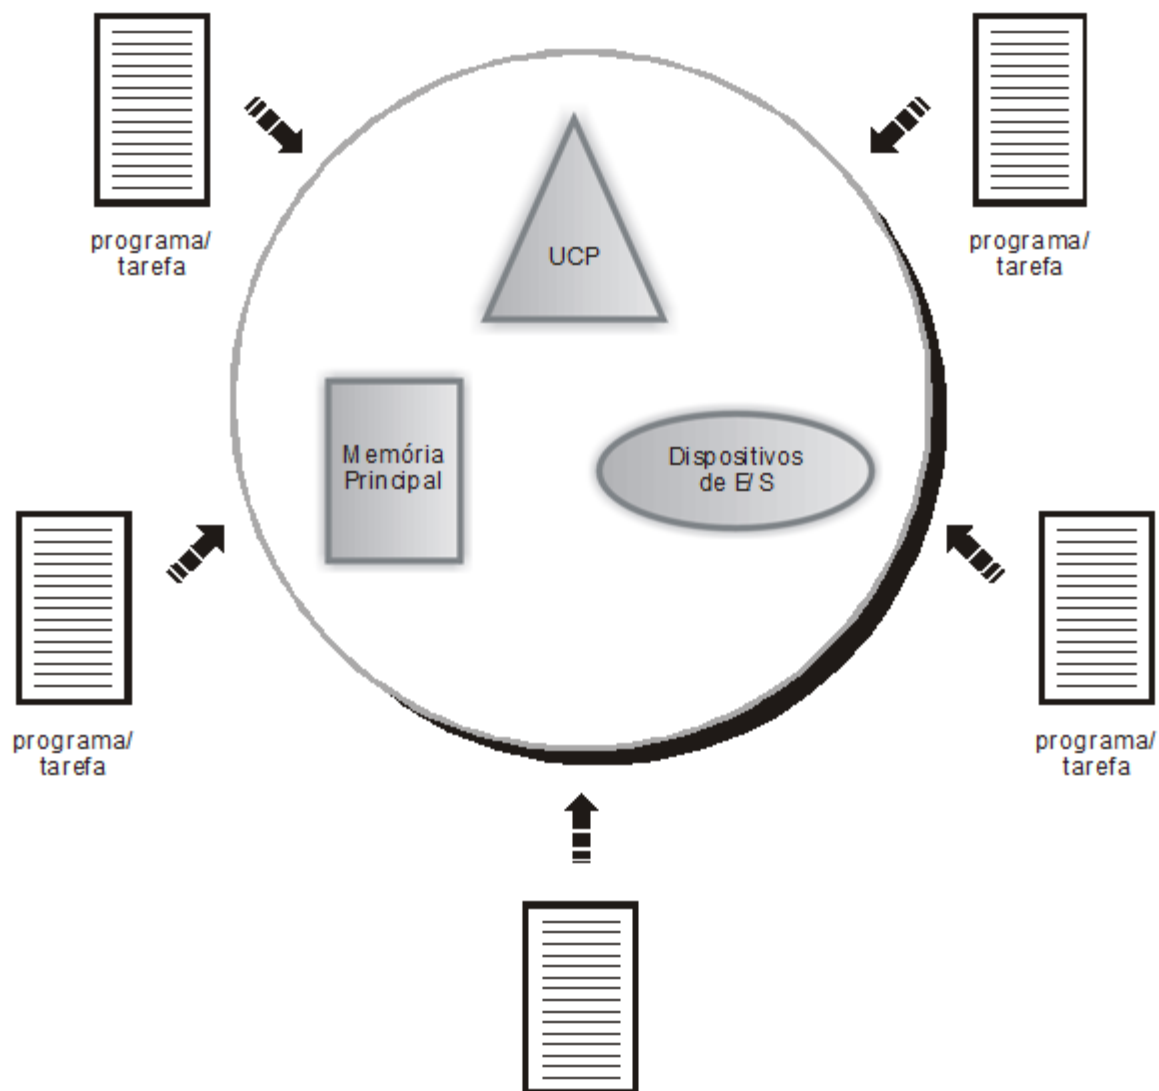 programa/
tarefa
programa/
tarefa
UCP
Memória
Principal
Dispositivos
de E/S
programa/
tarefa
programa/
tarefa